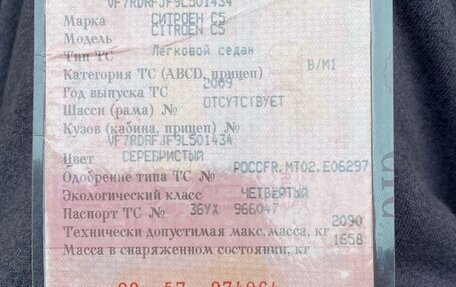 VF7RDRFJF9L501434
Марка СИТРОЕН C5
Модель CITROEN C5
Тип ТС Легковой седан
Категория ТС (ABCD, прицеп) B/M1
Год выпуска ТС 2009
Шасси (рама) № ОТСУТСТВУЕТ
Кузов (кабина, прицеп) №
VF7RDRFJF9L501434
Цвет СЕРЕБРИСТЫЙ
Одобрение типа ТС № РОССFR.MT02.E06297
Экологический класс ЧЕТВЕРТЫЙ
Паспорт ТС № 36УХ 966047
Технически допустимая макс.масса, кг 2090
Масса в снаряженном состоянии, кг 1658